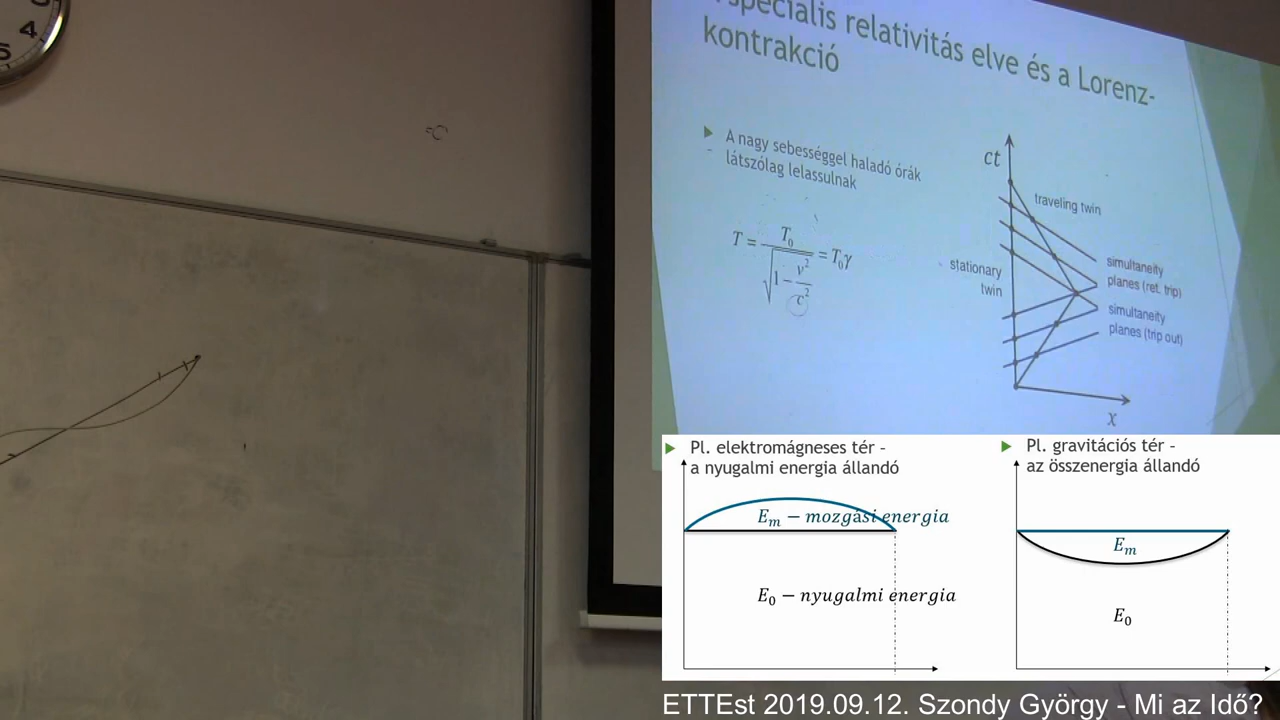 4
5
speciális relativitás elve és a Lorenz-
kontrakció
A nagy sebességgel haladó órák
látszólag lelassulnak
T = T₀ / √(1 − v²/c²) = T₀γ
ct
traveling twin
stationary
twin
simultaneity
planes (ret. trip)
simultaneity
planes (trip out)
x
Pl. elektromágneses tér -
a nyugalmi energia állandó
Eₘ − mozgási energia
E₀ − nyugalmi energia
Pl. gravitációs tér -
az összenergia állandó
Eₘ
E₀
ETTEst 2019.09.12. Szondy György - Mi az Idő?